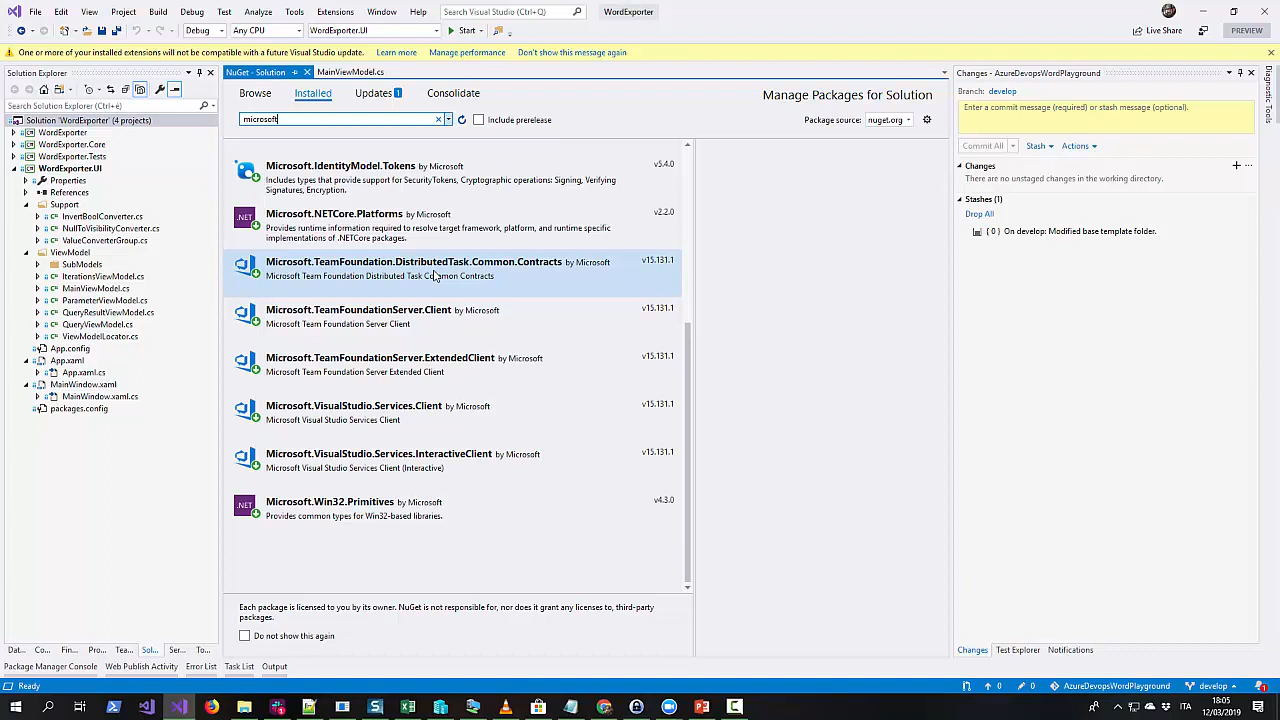 File Edit View Project Build Debug Team Test Analyze Tools Extensions Window Help Search Visual Studio (Ctrl+ò) WordExporter
Debug Any CPU WordExporter.UI Start Live Share PREVIEW
One or more of your installed extensions will not be compatible with a future Visual Studio update. Learn more Manage performance Don't show this message again
Solution Explorer
Search Solution Explorer (Ctrl+è)
Solution 'WordExporter' (4 projects)
WordExporter
WordExporter.Core
WordExporter.Tests
WordExporter.UI
Properties
References
Support
InvertBoolConverter.cs
NullToVisibilityConverter.cs
ValueConverterGroup.cs
ViewModel
SubModels
IterationsViewModel.cs
MainViewModel.cs
ParameterViewModel.cs
QueryResultViewModel.cs
QueryViewModel.cs
ViewModelLocator.cs
App.config
App.xaml
App.xaml.cs
MainWindow.xaml
MainWindow.xaml.cs
packages.config
Dat... Co... Fin... Pro... Tea... Sol... Ser... To...
NuGet - Solution MainViewModel.cs
Browse Installed Updates 1 Consolidate
Manage Packages for Solution
microsoft Include prerelease
Package source: nuget.org
Microsoft.IdentityModel.Tokens by Microsoft v5.4.0
Includes types that provide support for SecurityTokens, Cryptographic operations: Signing, Verifying
Signatures, Encryption.
.NET Microsoft.NETCore.Platforms by Microsoft v2.2.0
Provides runtime information required to resolve target framework, platform, and runtime specific
implementations of .NETCore packages.
Microsoft.TeamFoundation.DistributedTask.Common.Contracts by Microsoft v15.131.1
Microsoft Team Foundation Distributed Task Common Contracts
Microsoft.TeamFoundationServer.Client by Microsoft v15.131.1
Microsoft Team Foundation Server Client
Microsoft.TeamFoundationServer.ExtendedClient by Microsoft v15.131.1
Microsoft Team Foundation Server Extended Client
Microsoft.VisualStudio.Services.Client by Microsoft v15.131.1
Microsoft Visual Studio Services Client
Microsoft.VisualStudio.Services.InteractiveClient by Microsoft v15.131.1
Microsoft Visual Studio Services Client (Interactive)
.NET Microsoft.Win32.Primitives by Microsoft v4.3.0
Provides common types for Win32-based libraries.
Each package is licensed to you by its owner. NuGet is not responsible for, nor does it grant any licenses to, third-party
packages.
Do not show this again
Changes - AzureDevopsWordPlayground
Branch: develop
Enter a commit message (required) or stash message (optional).
Commit All Stash Actions
Changes
There are no unstaged changes in the working directory.
Stashes (1)
Drop All
{ 0 } On develop: Modified base template folder.
Changes Test Explorer Notifications
Diagnostic Tools
Package Manager Console Web Publish Activity Error List Task List Output
Ready 0 0 AzureDevopsWordPlayground develop 1
ITA 18:05
12/03/2019